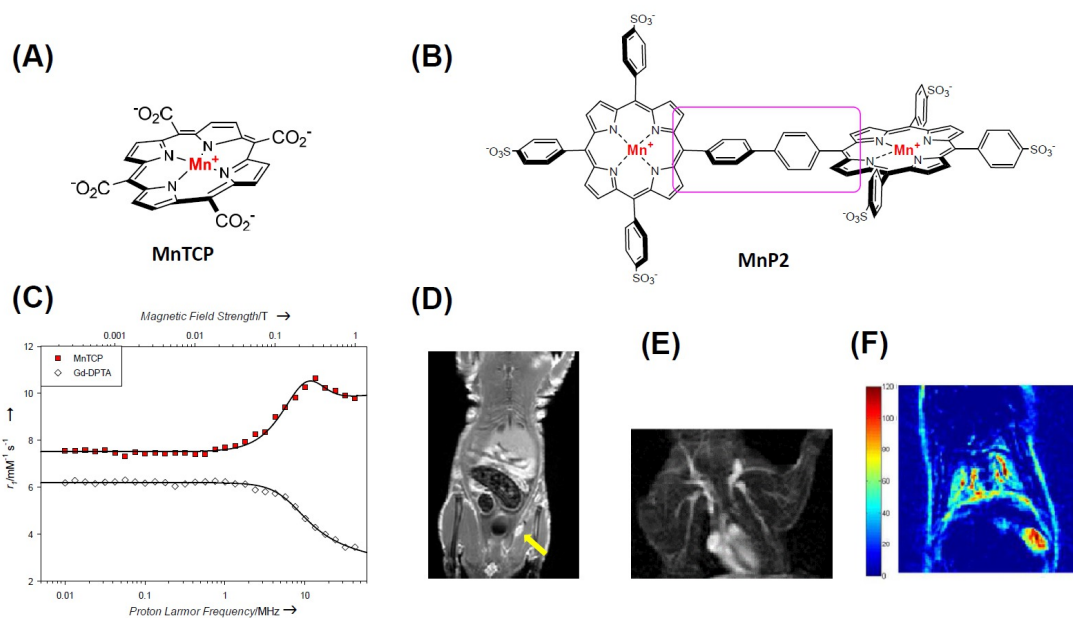 (A)
⁻O₂C
CO₂⁻
N
N
Mn⁺
N
N
⁻O₂C
CO₂⁻
MnTCP
(B)
SO₃⁻
N
N
⁻O₃S
Mn⁺
N
N
SO₃⁻
SO₃⁻
N
N
Mn⁺
N
N
SO₃⁻
⁻O₃S
MnP2
(C)
Magnetic Field Strength/T →
0.001 0.01 0.1 1
MnTCP
Gd-DPTA
12
10
8
6
4
2
r₁/mM⁻¹ s⁻¹ →
0.01 0.1 1 10
Proton Larmor Frequency/MHz →
(D)
(E)
(F)
120
100
80
60
40
20
0